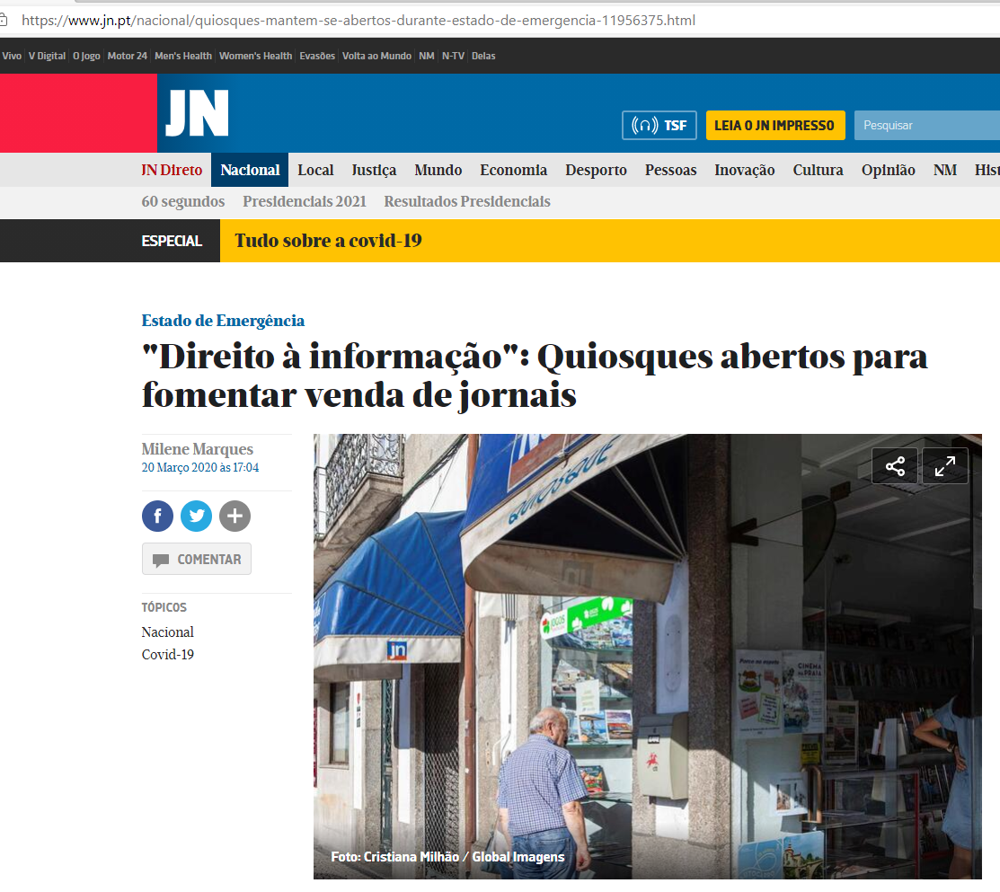 https://www.jn.pt/nacional/quiosques-mantem-se-abertos-durante-estado-de-emergencia-11956375.html
Vivo V Digital O Jogo Motor 24 Men's Health Women's Health Evasões Volta ao Mundo NM N-TV Delas
JN
TSF
LEIA O JN IMPRESSO
Pesquisar
JN Direto Nacional Local Justiça Mundo Economia Desporto Pessoas Inovação Cultura Opinião NM Hist
60 segundos Presidenciais 2021 Resultados Presidenciais
ESPECIAL Tudo sobre a covid-19
Estado de Emergência
"Direito à informação": Quiosques abertos para
fomentar venda de jornais
Milene Marques
20 Março 2020 às 17:04
COMENTAR
TÓPICOS
Nacional
Covid-19
QUIOSQUE
JOGOS
jn
CINEMA
PRAIA
Foto: Cristiana Milhão / Global Imagens